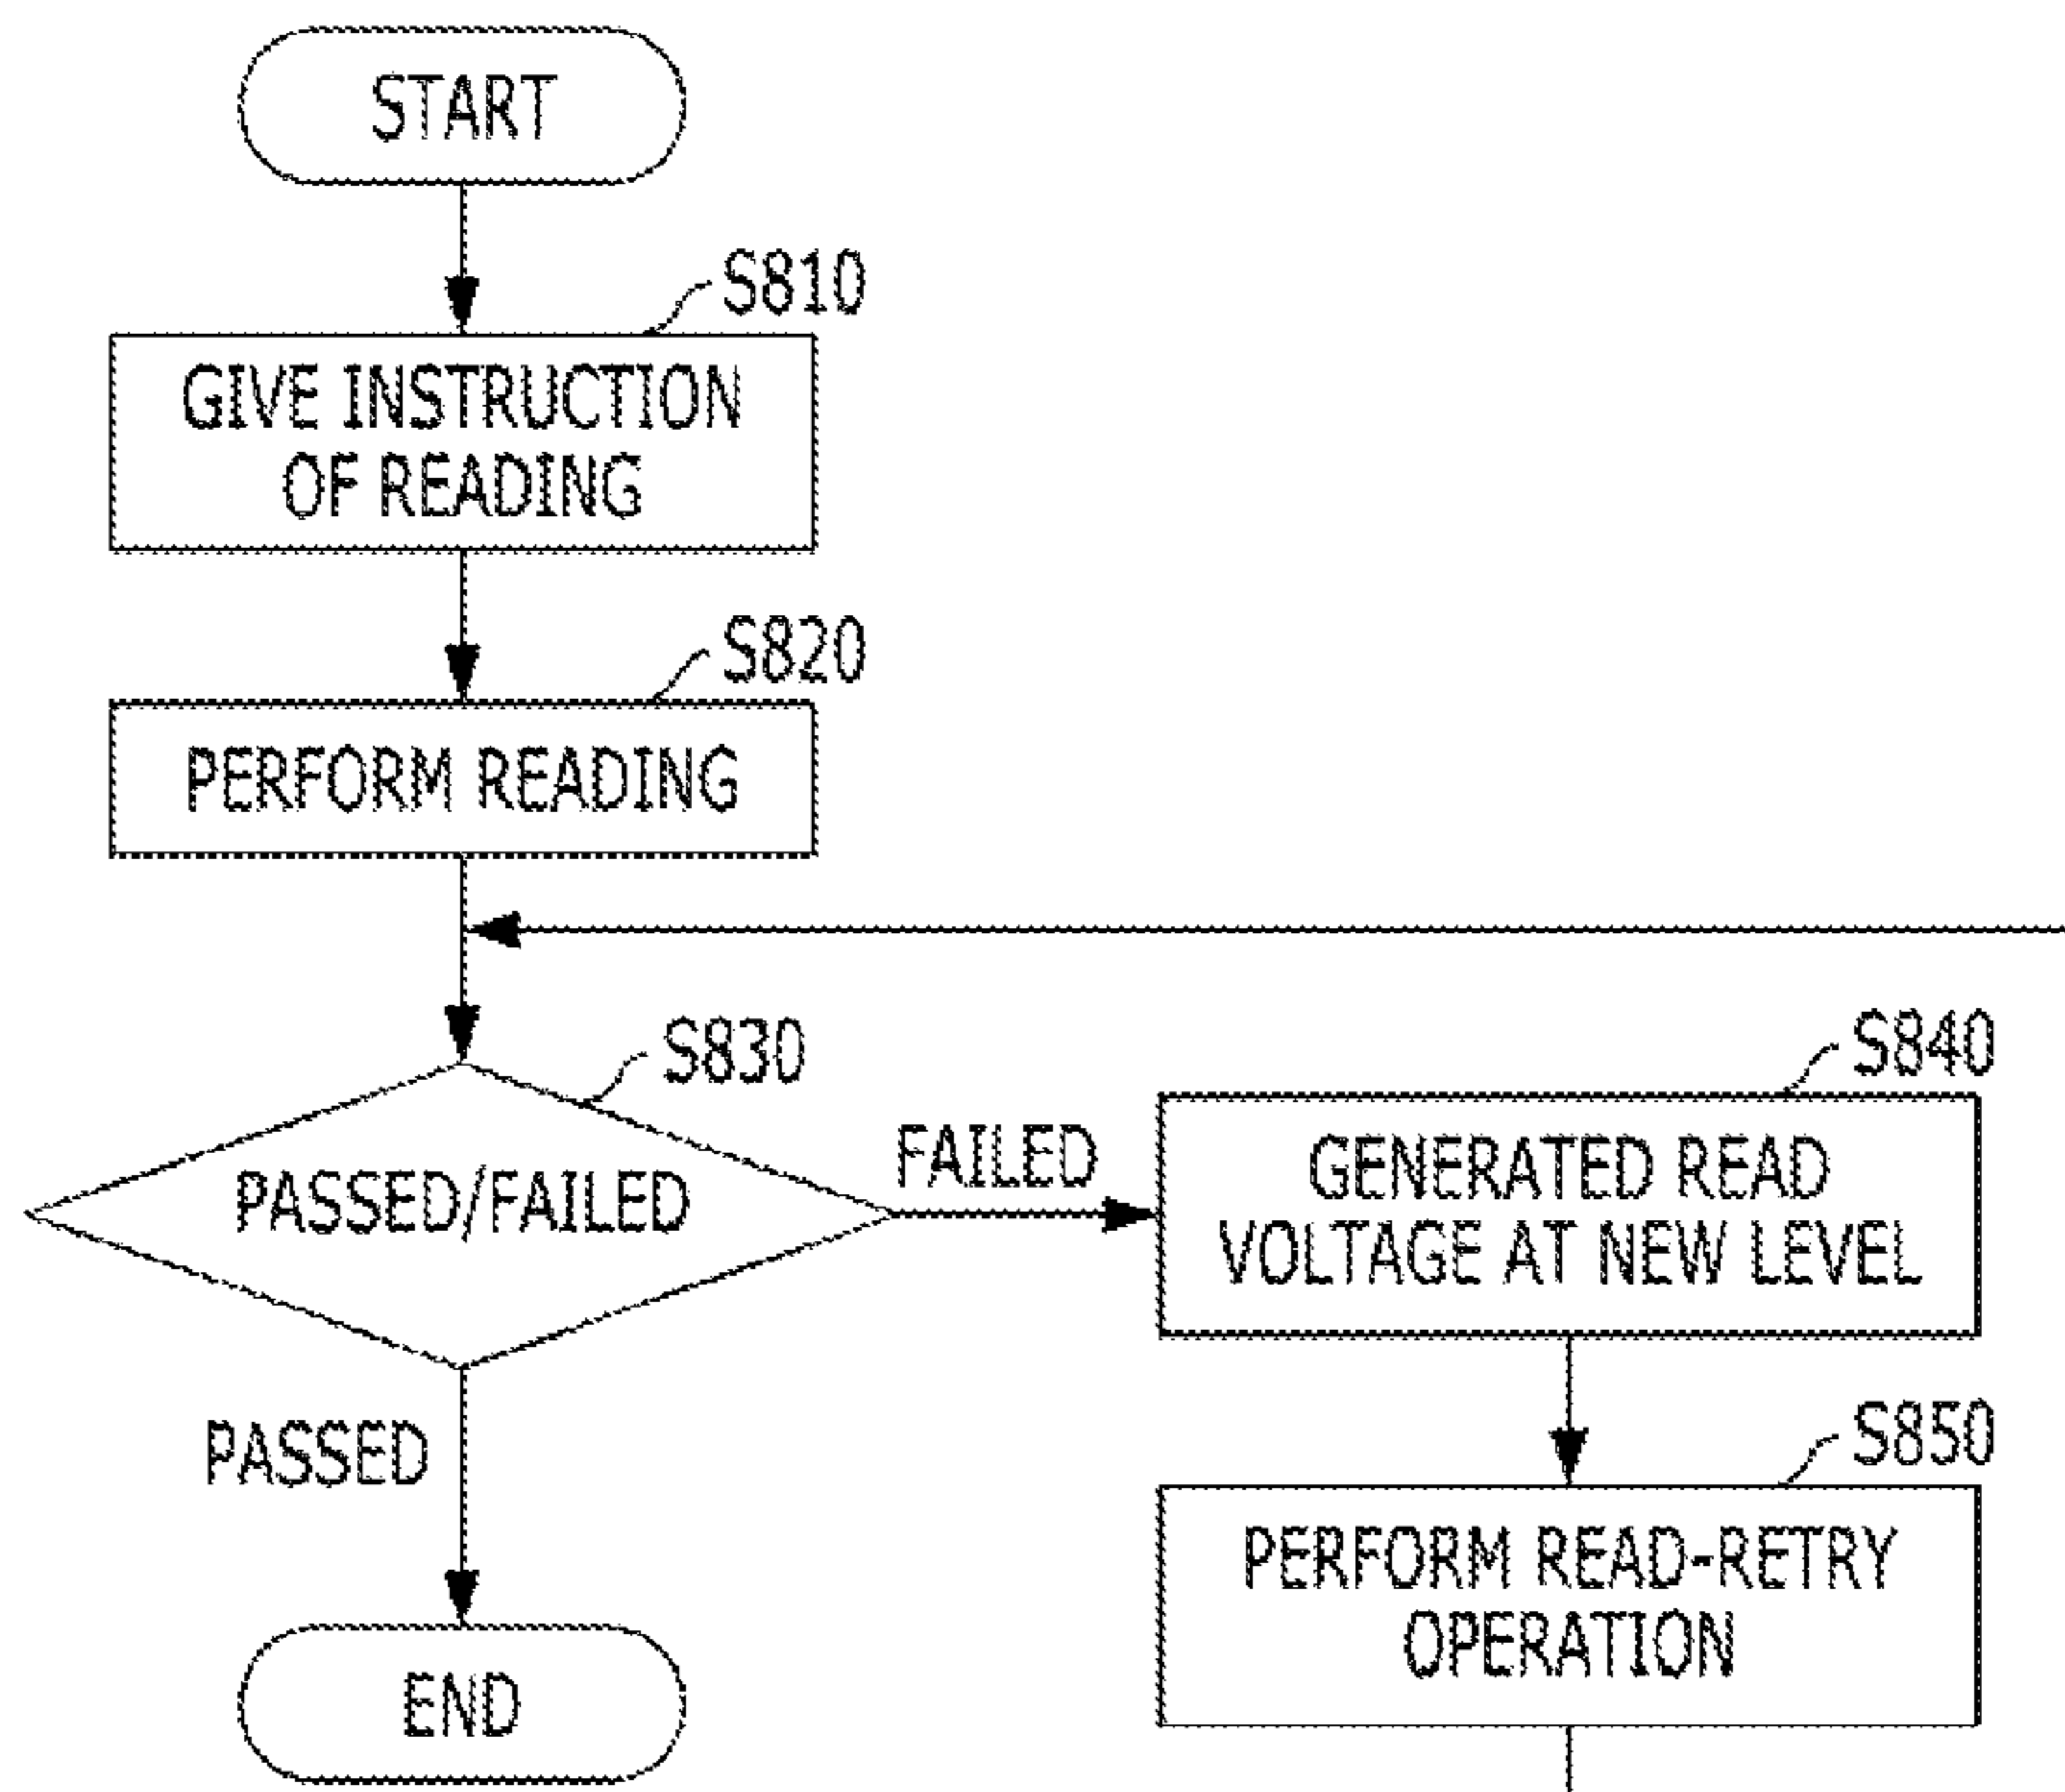 START
S810
GIVE INSTRUCTION
OF READING
S820
PERFORM READING
S830
PASSED/FAILED
FAILED
S840
GENERATED READ
VOLTAGE AT NEW LEVEL
PASSED
S850
PERFORM READ-RETRY
OPERATION
END